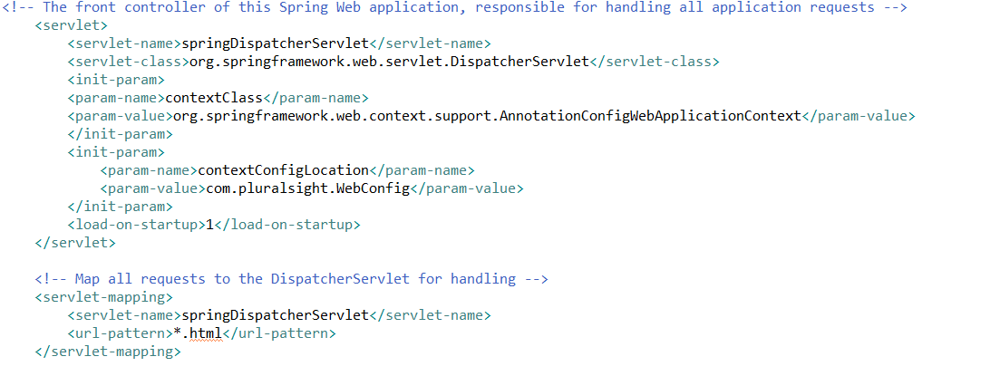 <!-- The front controller of this Spring Web application, responsible for handling all application requests -->
    <servlet>
        <servlet-name>springDispatcherServlet</servlet-name>
        <servlet-class>org.springframework.web.servlet.DispatcherServlet</servlet-class>
        <init-param>
        <param-name>contextClass</param-name>
        <param-value>org.springframework.web.context.support.AnnotationConfigWebApplicationContext</param-value>
        </init-param>
        <init-param>
            <param-name>contextConfigLocation</param-name>
            <param-value>com.pluralsight.WebConfig</param-value>
        </init-param>
        <load-on-startup>1</load-on-startup>
    </servlet>

    <!-- Map all requests to the DispatcherServlet for handling -->
    <servlet-mapping>
        <servlet-name>springDispatcherServlet</servlet-name>
        <url-pattern>*.html</url-pattern>
    </servlet-mapping>